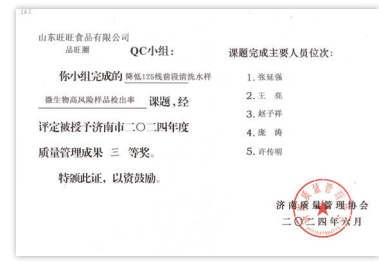 山东旺旺食品有限公司
品旺圈 QC小组：
你小组完成的 降低125线前段清洗水样
微生物高风险样品检出率 课题，经
评定被授予济南市二〇二四年度
质量管理成果 三 等奖。
特颁此证，以资鼓励。
课题完成主要人员位次：
1. 张延强
2. 王 亮
3. 赵子祥
4. 庞 涛
5. 许传明
济南质量管理协会
二〇二四年六月